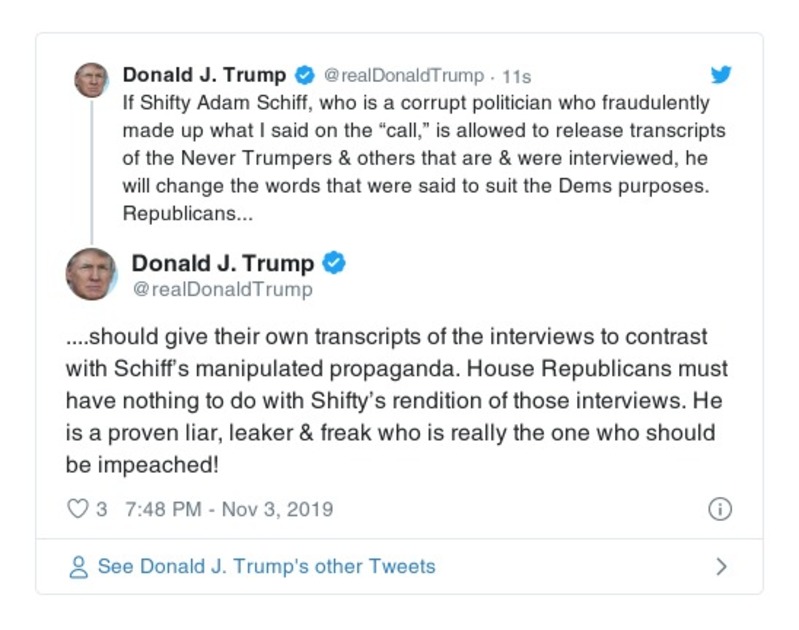 Donald J. Trump @realDonaldTrump · 11s
If Shifty Adam Schiff, who is a corrupt politician who fraudulently
made up what I said on the “call,” is allowed to release transcripts
of the Never Trumpers & others that are & were interviewed, he
will change the words that were said to suit the Dems purposes.
Republicans...
Donald J. Trump
@realDonaldTrump
....should give their own transcripts of the interviews to contrast
with Schiff’s manipulated propaganda. House Republicans must
have nothing to do with Shifty’s rendition of those interviews. He
is a proven liar, leaker & freak who is really the one who should
be impeached!
3 7:48 PM - Nov 3, 2019
See Donald J. Trump's other Tweets